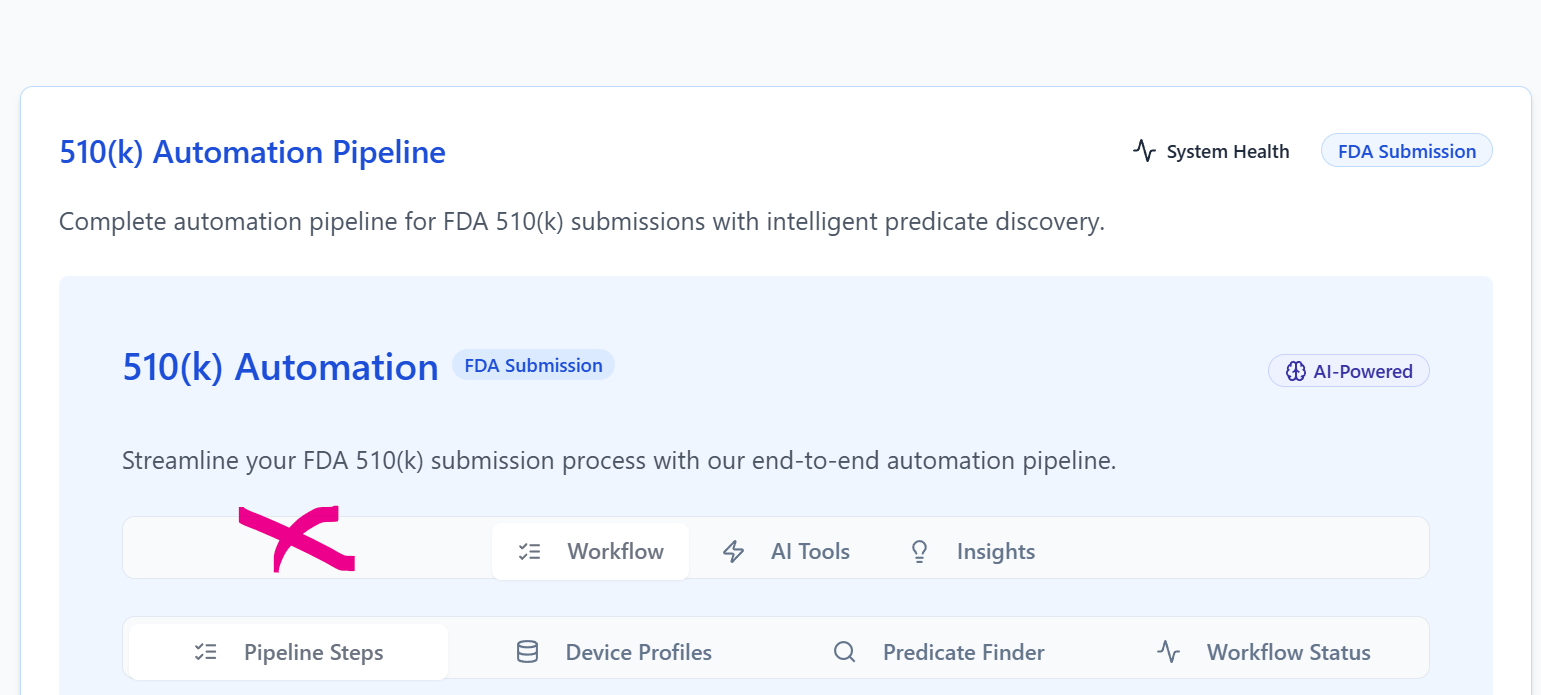 510(k) Automation Pipeline
System Health
FDA Submission
Complete automation pipeline for FDA 510(k) submissions with intelligent predicate discovery.
510(k) Automation
FDA Submission
AI-Powered
Streamline your FDA 510(k) submission process with our end-to-end automation pipeline.
Workflow
AI Tools
Insights
Pipeline Steps
Device Profiles
Predicate Finder
Workflow Status